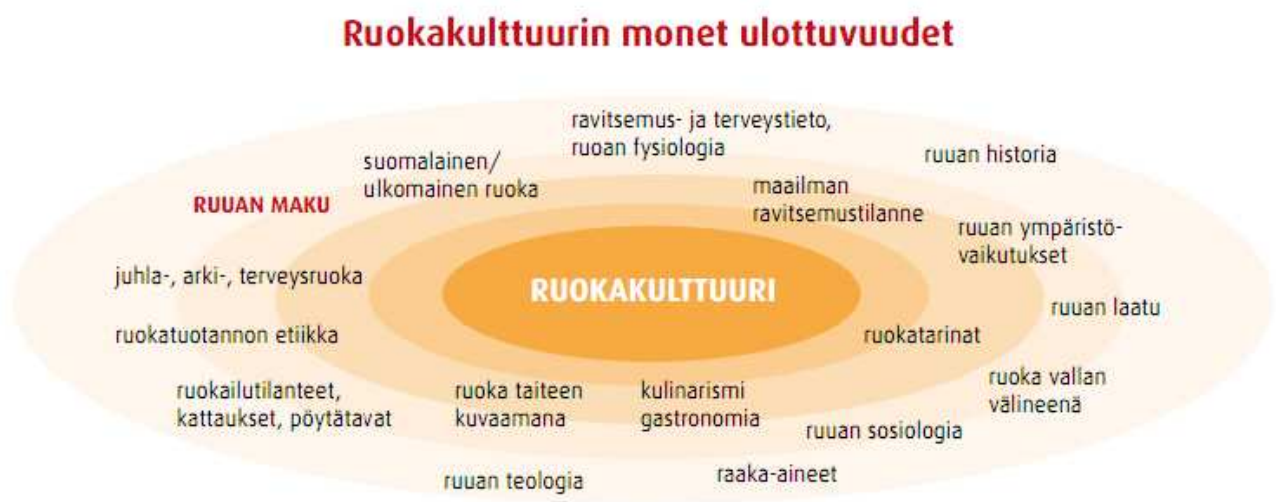 Ruokakulttuurin monet ulottuvuudet
ravitsemus- ja terveystieto,
ruoan fysiologia
ruuan historia
suomalainen/
ulkomainen ruoka
maailman
ravitsemustilanne
RUUAN MAKU
ruuan ympäristö-
vaikutukset
juhla-, arki-, terveysruoka
RUOKAKULTTUURI
ruuan laatu
ruokatuotannon etiikka
ruokatarinat
ruokailutilanteet,
kattaukset, pöytätavat
ruoka taiteen
kuvaamana
kulinarismi
gastronomia
ruoka vallan
välineenä
ruuan sosiologia
ruuan teologia
raaka-aineet